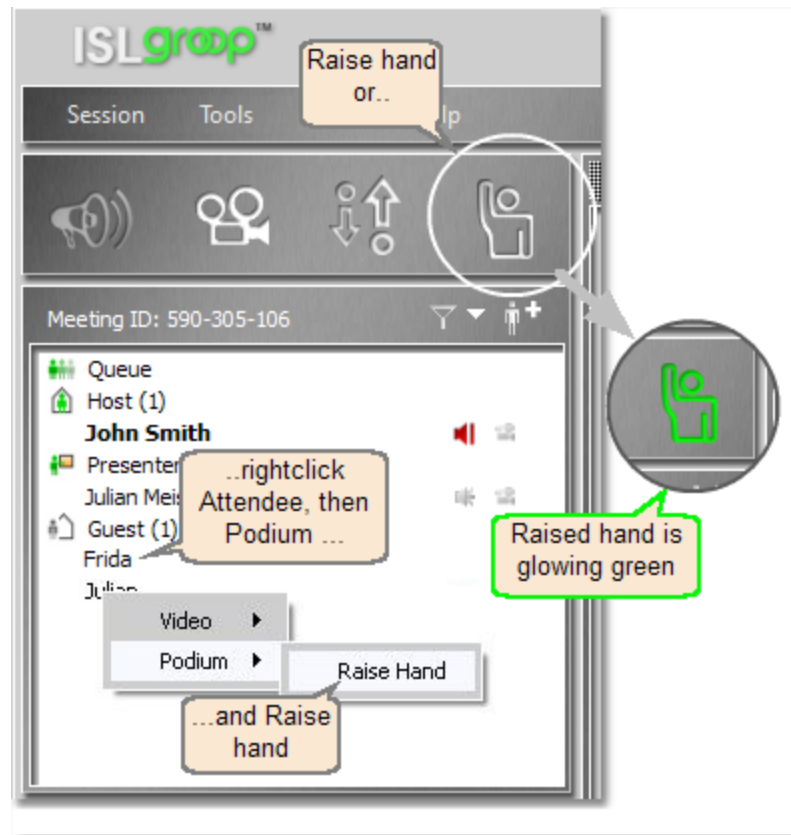 ISLgroop™
Raise hand
or..
Session Tools lp
Meeting ID: 590-305-106
Queue
Host (1)
John Smith
Presenter
Julian Meis
Guest (1)
Frida
Julian
..rightclick
Attendee, then
Podium ...
Raised hand is
glowing green
Video
Podium
Raise Hand
...and Raise
hand